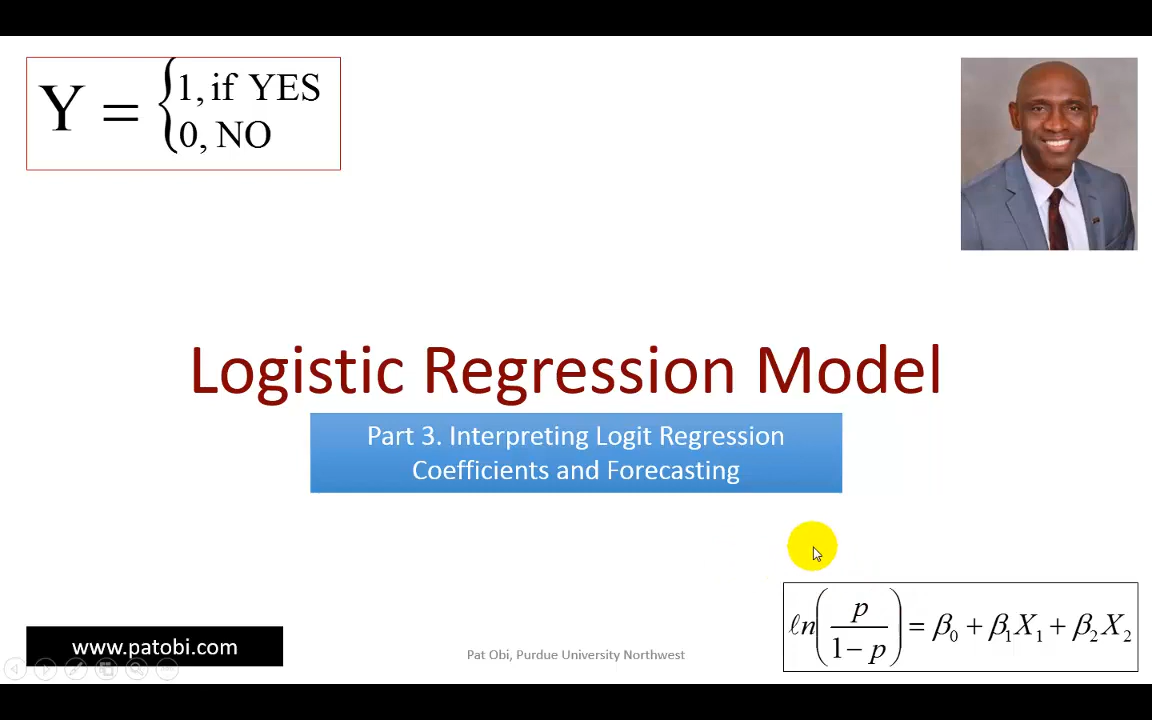 Y = { 1, if YES
0, NO
Logistic Regression Model
Part 3. Interpreting Logit Regression
Coefficients and Forecasting
ℓn(p/(1−p)) = β₀ + β₁X₁ + β₂X₂
www.patobi.com
Pat Obi, Purdue University Northwest